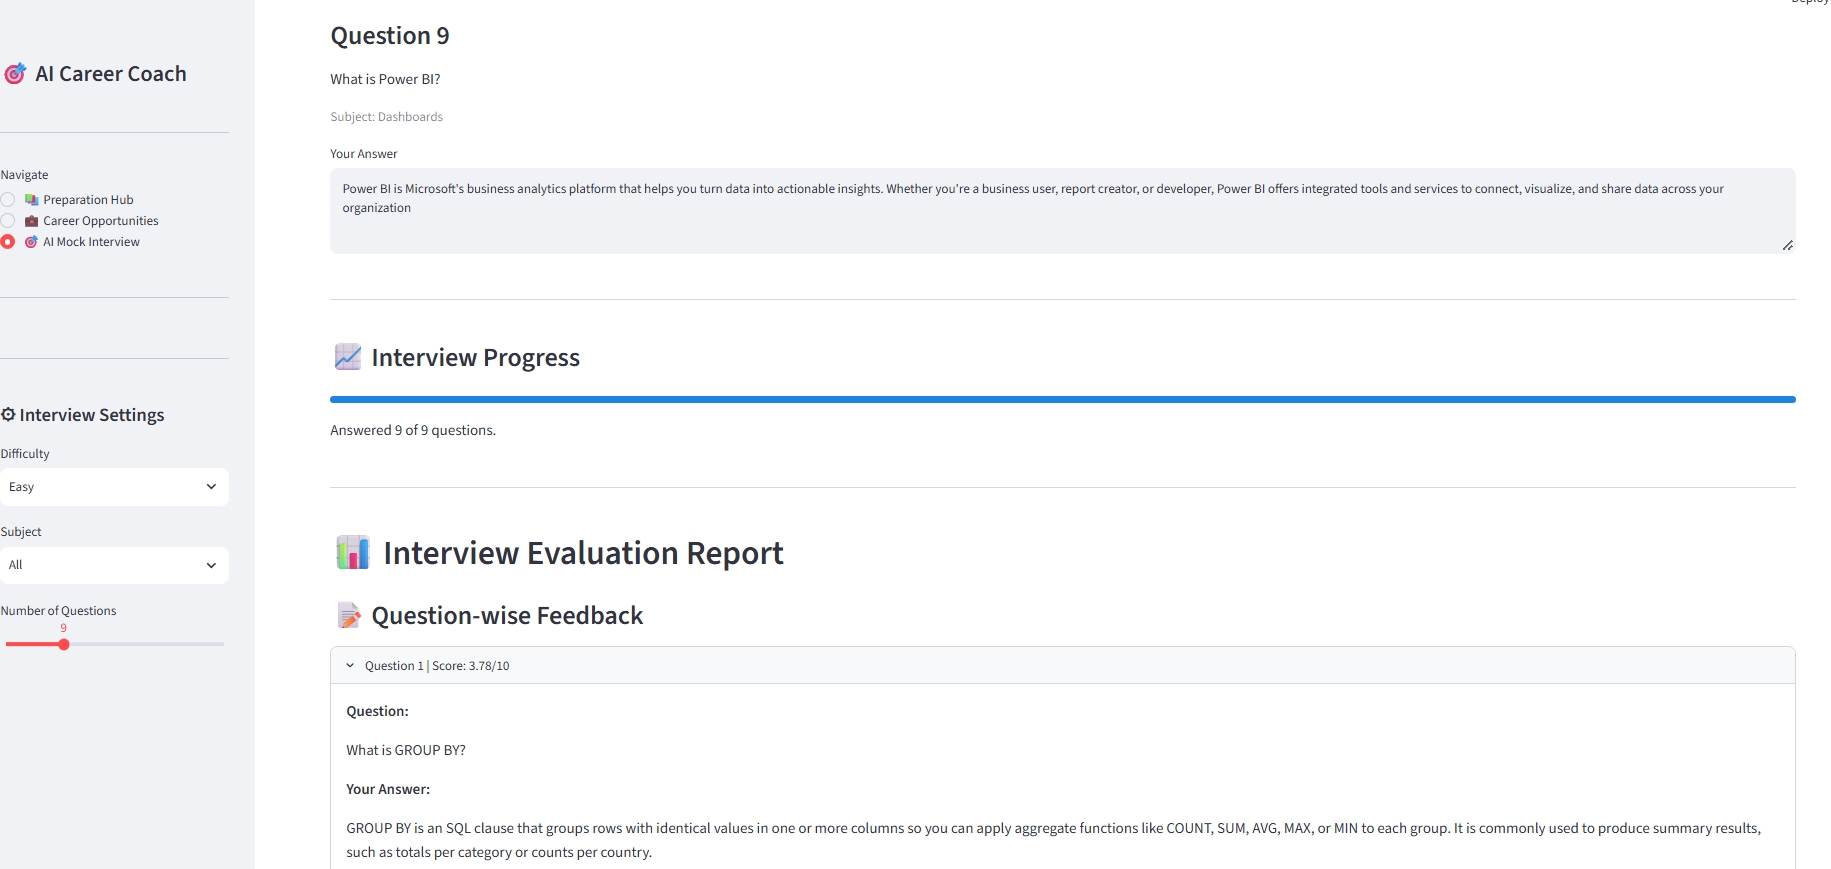 Deploy
AI Career Coach
Navigate
Preparation Hub
Career Opportunities
AI Mock Interview
Interview Settings
Difficulty
Easy
Subject
All
Number of Questions
9
Question 9
What is Power BI?
Subject: Dashboards
Your Answer
Power BI is Microsoft's business analytics platform that helps you turn data into actionable insights. Whether you're a business user, report creator, or developer, Power BI offers integrated tools and services to connect, visualize, and share data across your
organization
Interview Progress
Answered 9 of 9 questions.
Interview Evaluation Report
Question-wise Feedback
Question 1 | Score: 3.78/10
Question:
What is GROUP BY?
Your Answer:
GROUP BY is an SQL clause that groups rows with identical values in one or more columns so you can apply aggregate functions like COUNT, SUM, AVG, MAX, or MIN to each group. It is commonly used to produce summary results,
such as totals per category or counts per country.